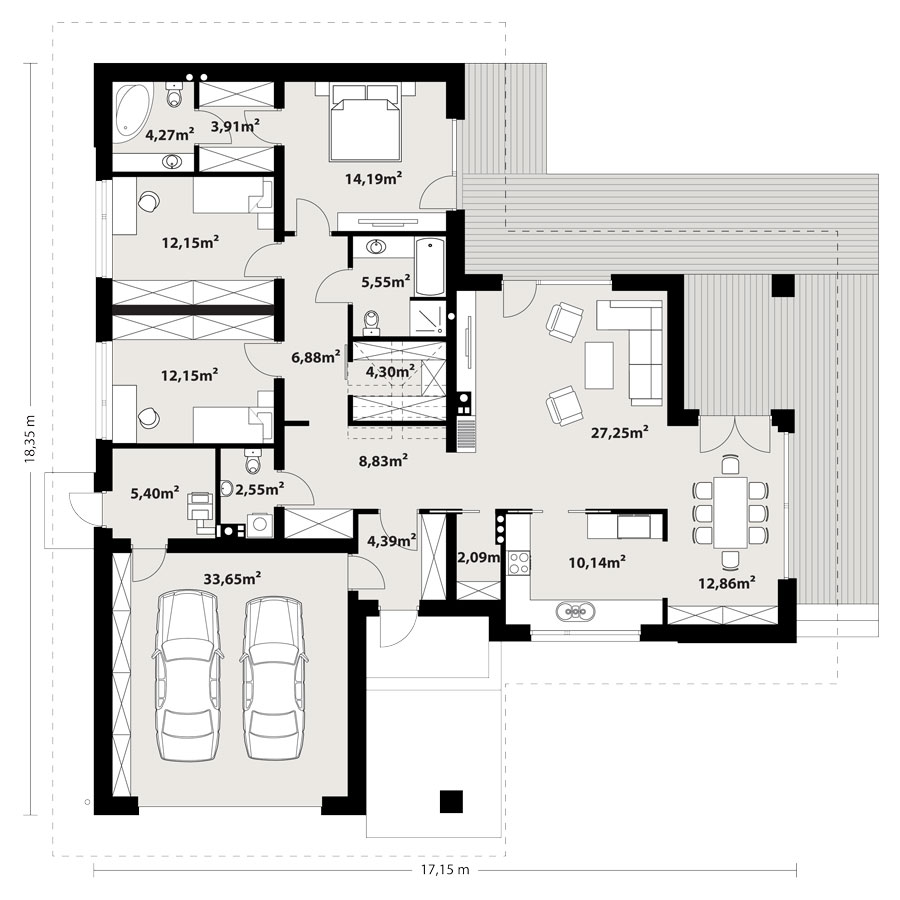 3,91m²
4,27m²
14,19m²
12,15m²
5,55m²
6,88m²
4,30m²
12,15m²
27,25m²
18,35 m
8,83m²
5,40m²
2,55m²
4,39m²
2,09m
10,14m²
33,65m²
12,86m²
17,15 m